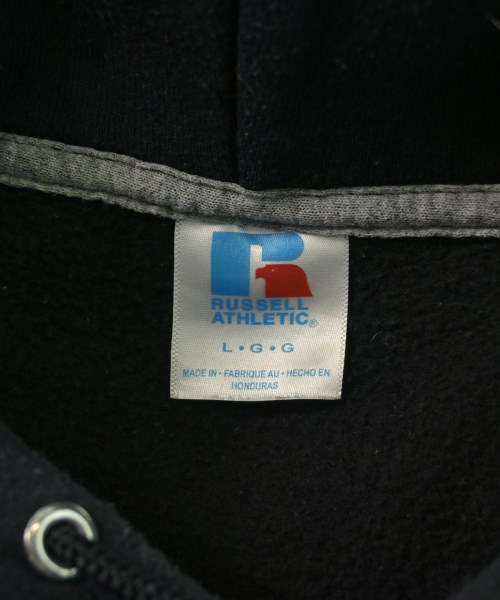 R
RUSSELL
ATHLETIC®
L • G • G
MADE IN • FABRIQUE AU • HECHO EN
HONDURAS